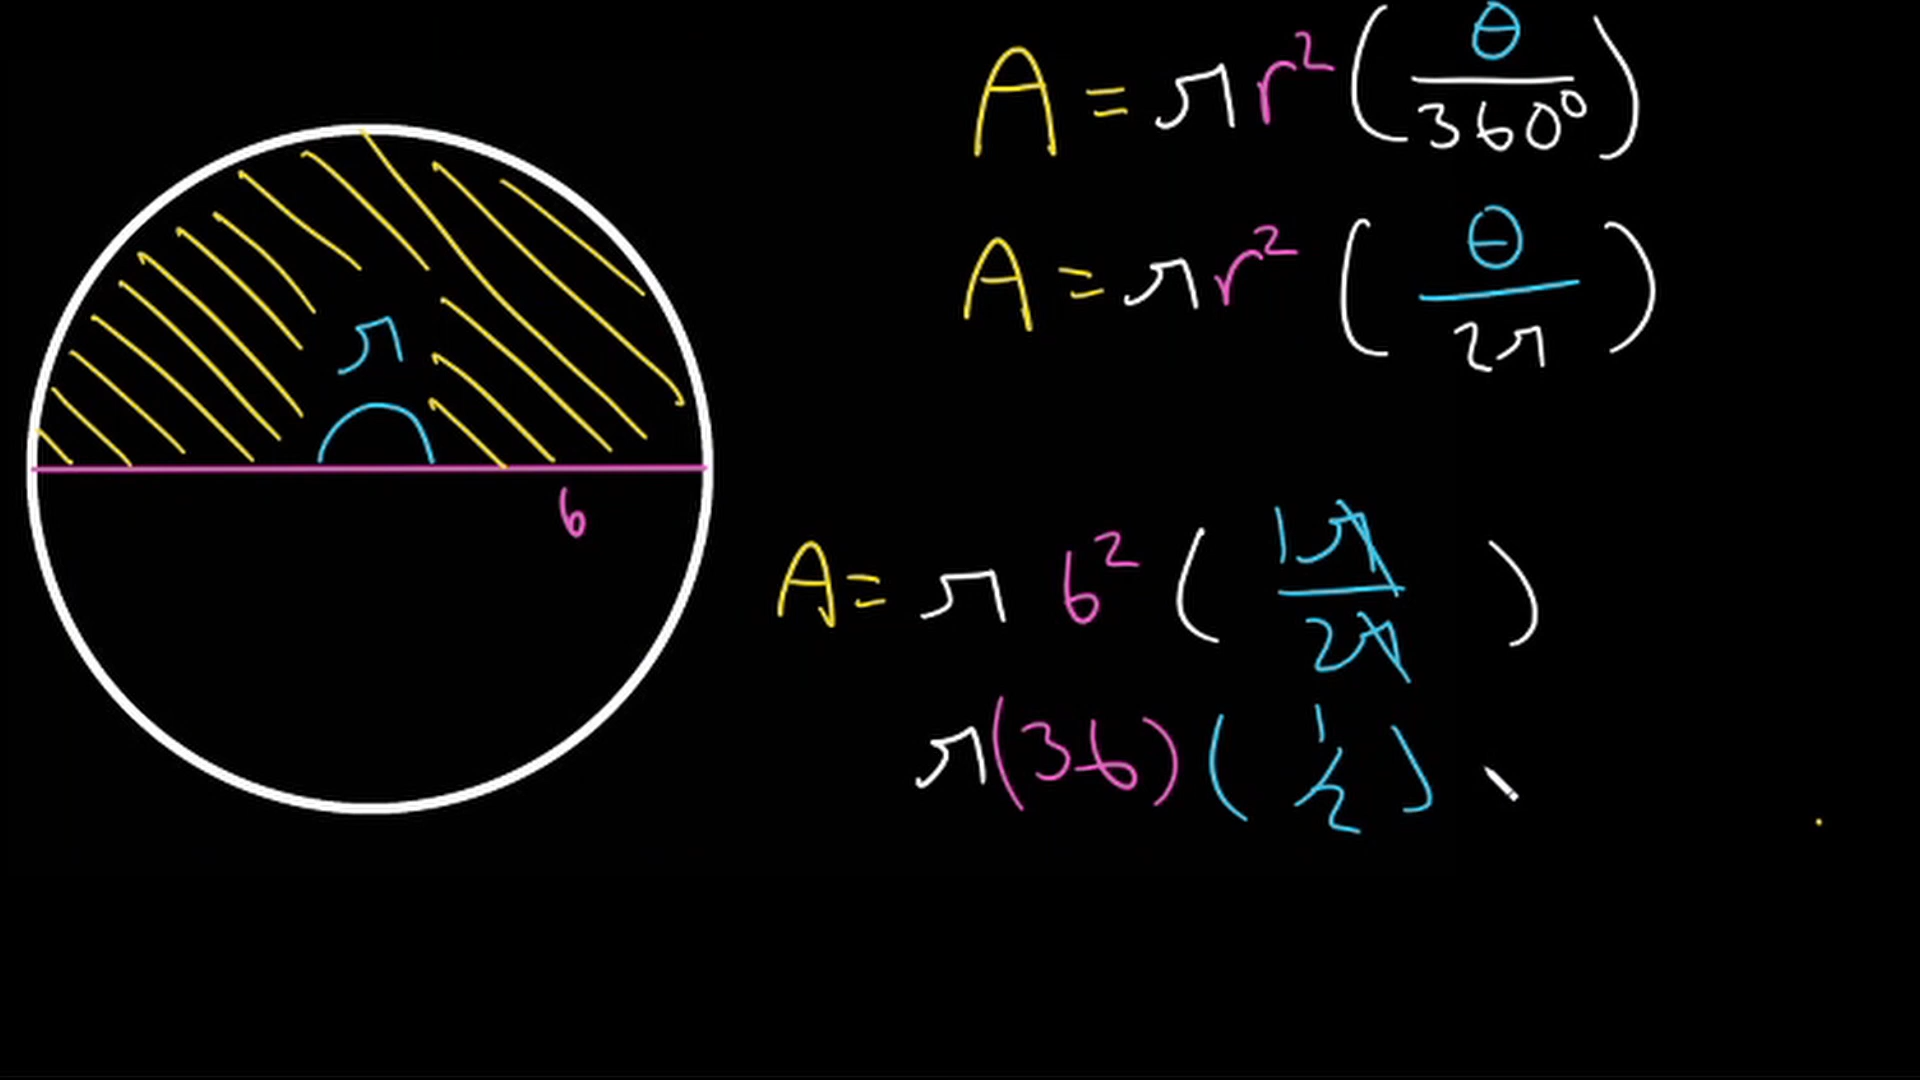 A = πr²(θ/360°)
A = πr²(θ/2π)
π
6
A = π 6² (1π/2π)
π(36)(1/2)